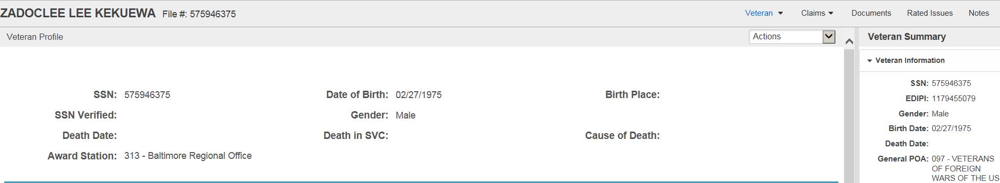 ZADOCLEE LEE KEKUEWA File #: 575946375
Veteran Claims Documents Rated Issues Notes
Veteran Profile
Actions
SSN: 575946375 Date of Birth: 02/27/1975 Birth Place:
SSN Verified: Gender: Male
Death Date: Death in SVC: Cause of Death:
Award Station: 313 - Baltimore Regional Office
Veteran Summary
Veteran Information
SSN: 575946375
EDIPI: 1179455079
Gender: Male
Birth Date: 02/27/1975
Death Date:
General POA: 097 - VETERANS
OF FOREIGN
WARS OF THE US